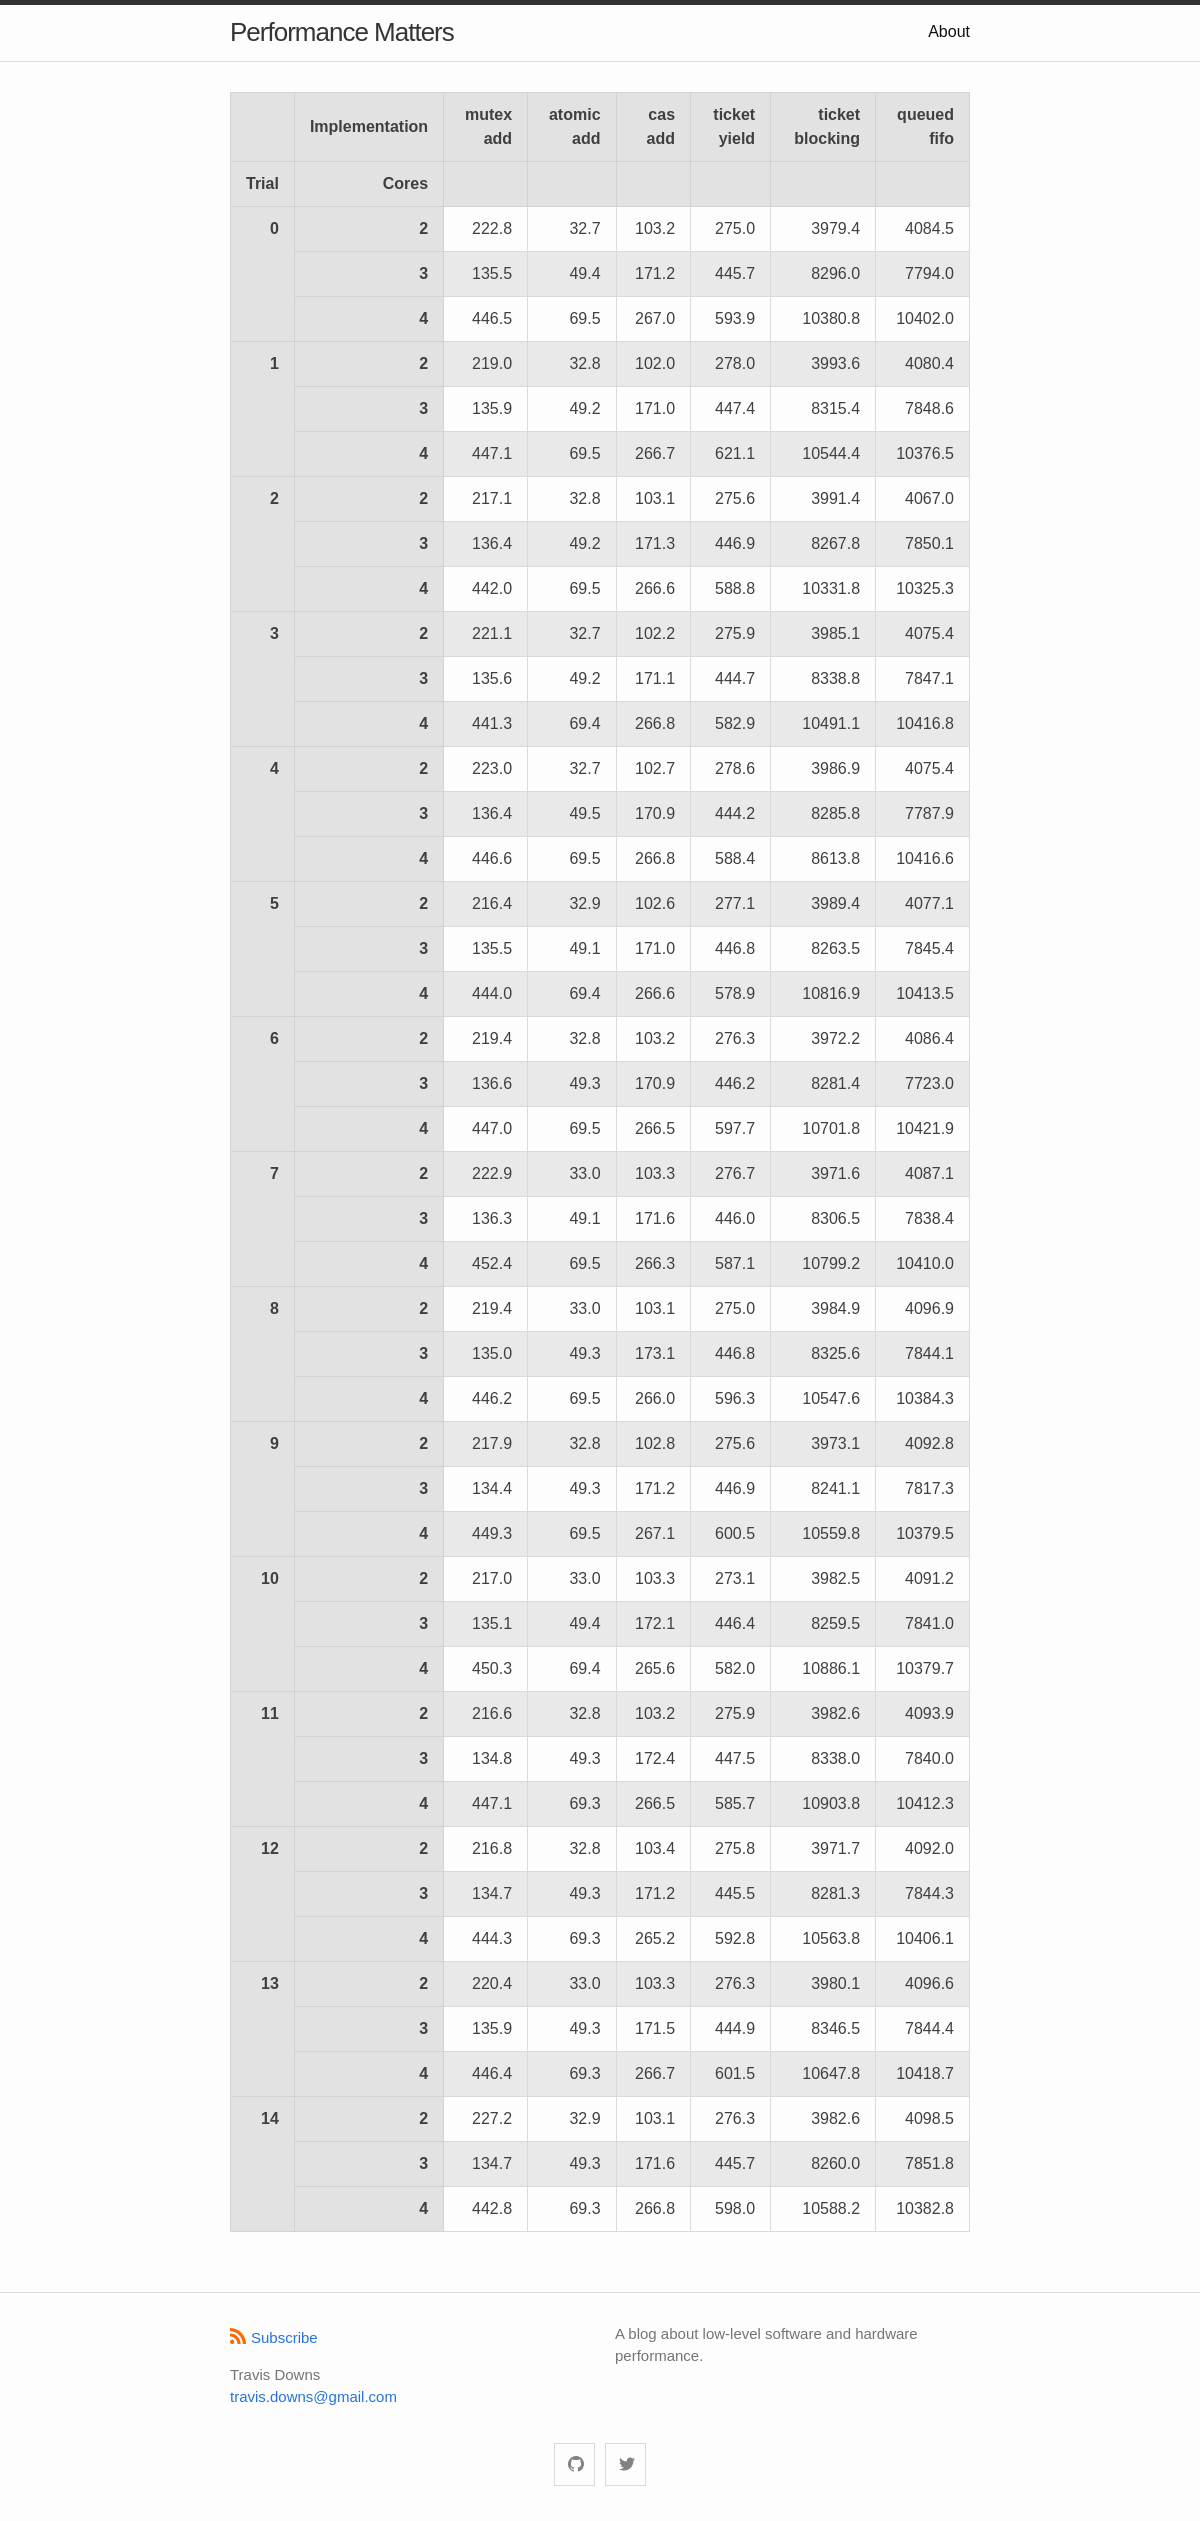 Performance Matters About
Implementation mutex add atomic add cas add ticket yield ticket blocking queued fifo
Trial Cores
0 2 222.8 32.7 103.2 275.0 3979.4 4084.5
3 135.5 49.4 171.2 445.7 8296.0 7794.0
4 446.5 69.5 267.0 593.9 10380.8 10402.0
1 2 219.0 32.8 102.0 278.0 3993.6 4080.4
3 135.9 49.2 171.0 447.4 8315.4 7848.6
4 447.1 69.5 266.7 621.1 10544.4 10376.5
2 2 217.1 32.8 103.1 275.6 3991.4 4067.0
3 136.4 49.2 171.3 446.9 8267.8 7850.1
4 442.0 69.5 266.6 588.8 10331.8 10325.3
3 2 221.1 32.7 102.2 275.9 3985.1 4075.4
3 135.6 49.2 171.1 444.7 8338.8 7847.1
4 441.3 69.4 266.8 582.9 10491.1 10416.8
4 2 223.0 32.7 102.7 278.6 3986.9 4075.4
3 136.4 49.5 170.9 444.2 8285.8 7787.9
4 446.6 69.5 266.8 588.4 8613.8 10416.6
5 2 216.4 32.9 102.6 277.1 3989.4 4077.1
3 135.5 49.1 171.0 446.8 8263.5 7845.4
4 444.0 69.4 266.6 578.9 10816.9 10413.5
6 2 219.4 32.8 103.2 276.3 3972.2 4086.4
3 136.6 49.3 170.9 446.2 8281.4 7723.0
4 447.0 69.5 266.5 597.7 10701.8 10421.9
7 2 222.9 33.0 103.3 276.7 3971.6 4087.1
3 136.3 49.1 171.6 446.0 8306.5 7838.4
4 452.4 69.5 266.3 587.1 10799.2 10410.0
8 2 219.4 33.0 103.1 275.0 3984.9 4096.9
3 135.0 49.3 173.1 446.8 8325.6 7844.1
4 446.2 69.5 266.0 596.3 10547.6 10384.3
9 2 217.9 32.8 102.8 275.6 3973.1 4092.8
3 134.4 49.3 171.2 446.9 8241.1 7817.3
4 449.3 69.5 267.1 600.5 10559.8 10379.5
10 2 217.0 33.0 103.3 273.1 3982.5 4091.2
3 135.1 49.4 172.1 446.4 8259.5 7841.0
4 450.3 69.4 265.6 582.0 10886.1 10379.7
11 2 216.6 32.8 103.2 275.9 3982.6 4093.9
3 134.8 49.3 172.4 447.5 8338.0 7840.0
4 447.1 69.3 266.5 585.7 10903.8 10412.3
12 2 216.8 32.8 103.4 275.8 3971.7 4092.0
3 134.7 49.3 171.2 445.5 8281.3 7844.3
4 444.3 69.3 265.2 592.8 10563.8 10406.1
13 2 220.4 33.0 103.3 276.3 3980.1 4096.6
3 135.9 49.3 171.5 444.9 8346.5 7844.4
4 446.4 69.3 266.7 601.5 10647.8 10418.7
14 2 227.2 32.9 103.1 276.3 3982.6 4098.5
3 134.7 49.3 171.6 445.7 8260.0 7851.8
4 442.8 69.3 266.8 598.0 10588.2 10382.8
Subscribe
Travis Downs
travis.downs@gmail.com
A blog about low-level software and hardware
performance.